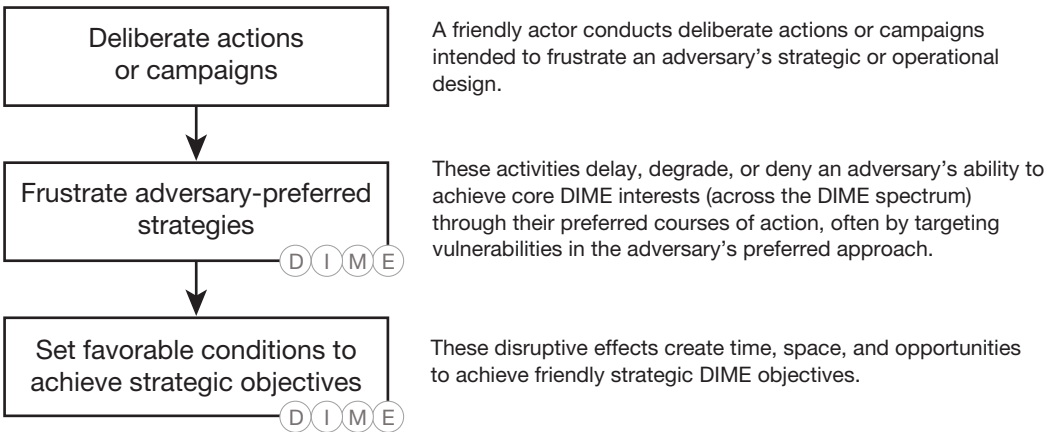 Deliberate actions
or campaigns
A friendly actor conducts deliberate actions or campaigns
intended to frustrate an adversary’s strategic or operational
design.
Frustrate adversary-preferred
strategies
D I M E
These activities delay, degrade, or deny an adversary’s ability to
achieve core DIME interests (across the DIME spectrum)
through their preferred courses of action, often by targeting
vulnerabilities in the adversary’s preferred approach.
Set favorable conditions to
achieve strategic objectives
D I M E
These disruptive effects create time, space, and opportunities
to achieve friendly strategic DIME objectives.